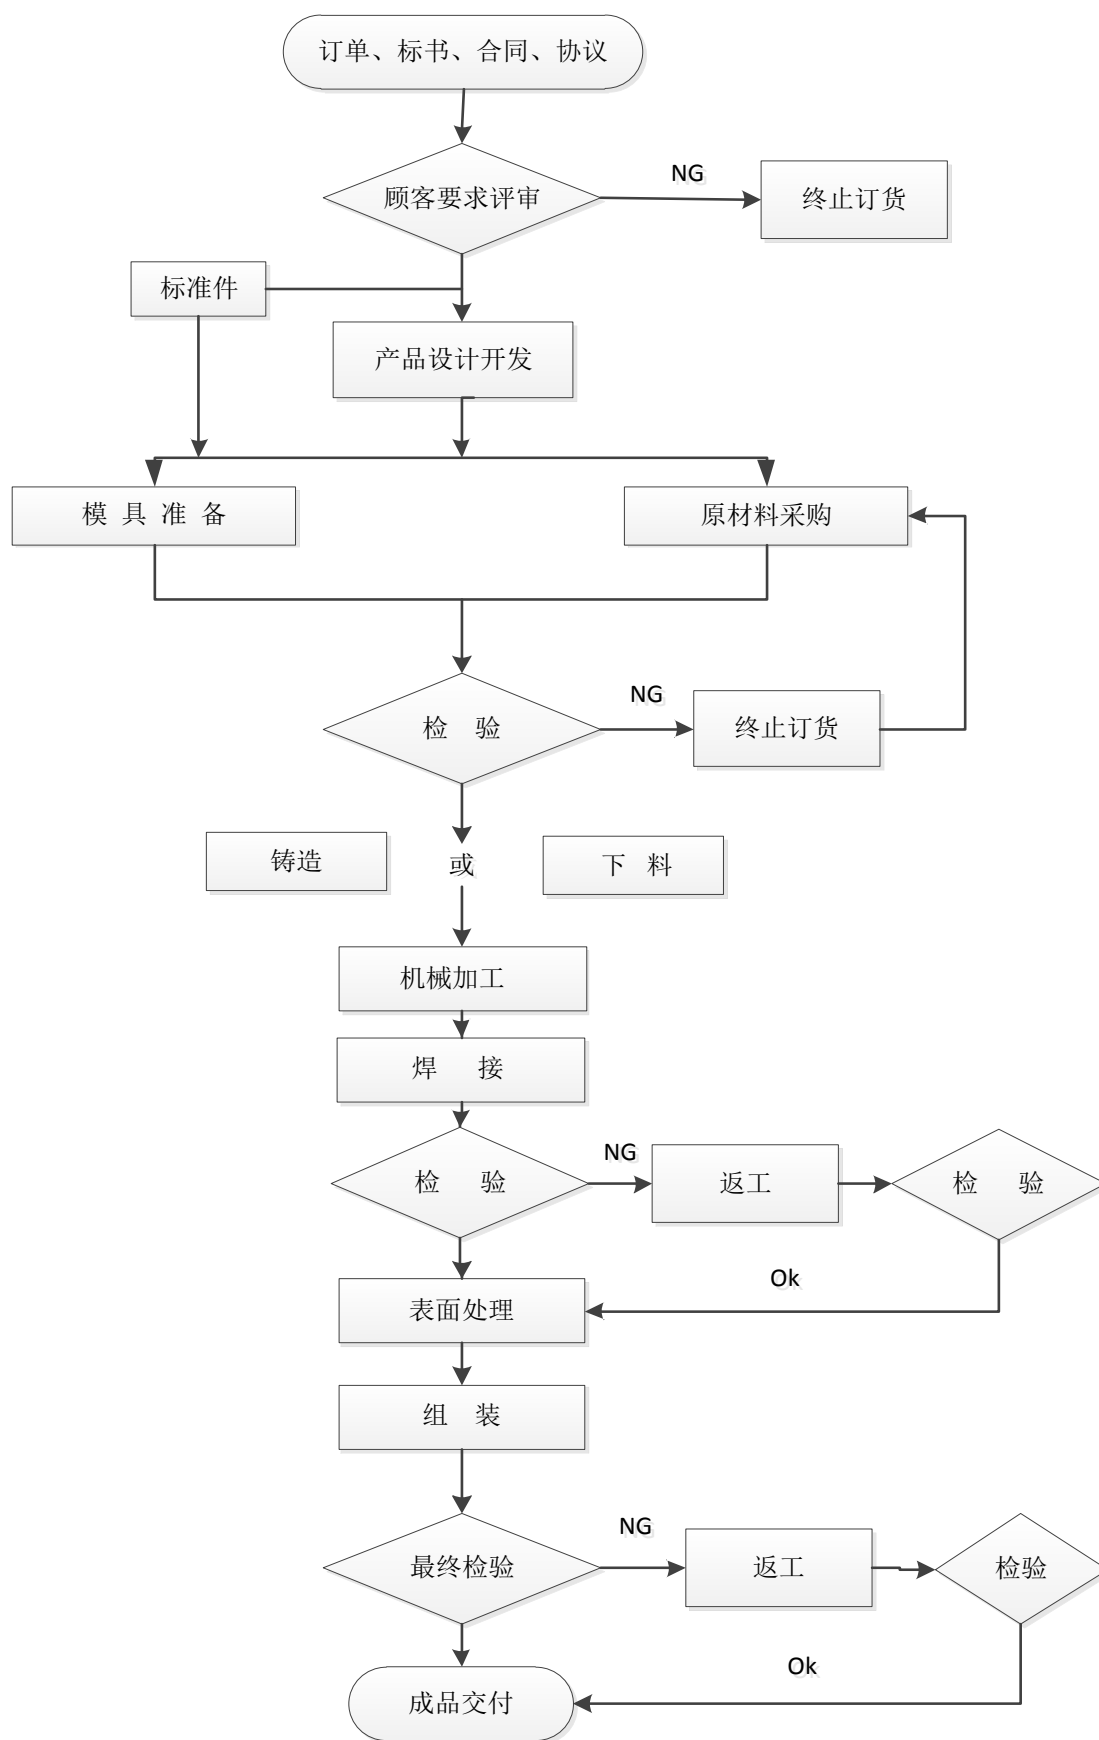 订单、标书、合同、协议
顾客要求评审
NG
终止订货
标准件
产品设计开发
模 具 准 备
原材料采购
检 验
NG
终止订货
铸造
或
下 料
机械加工
焊 接
检 验
NG
返工
检 验
Ok
表面处理
组 装
最终检验
NG
返工
检验
Ok
成品交付